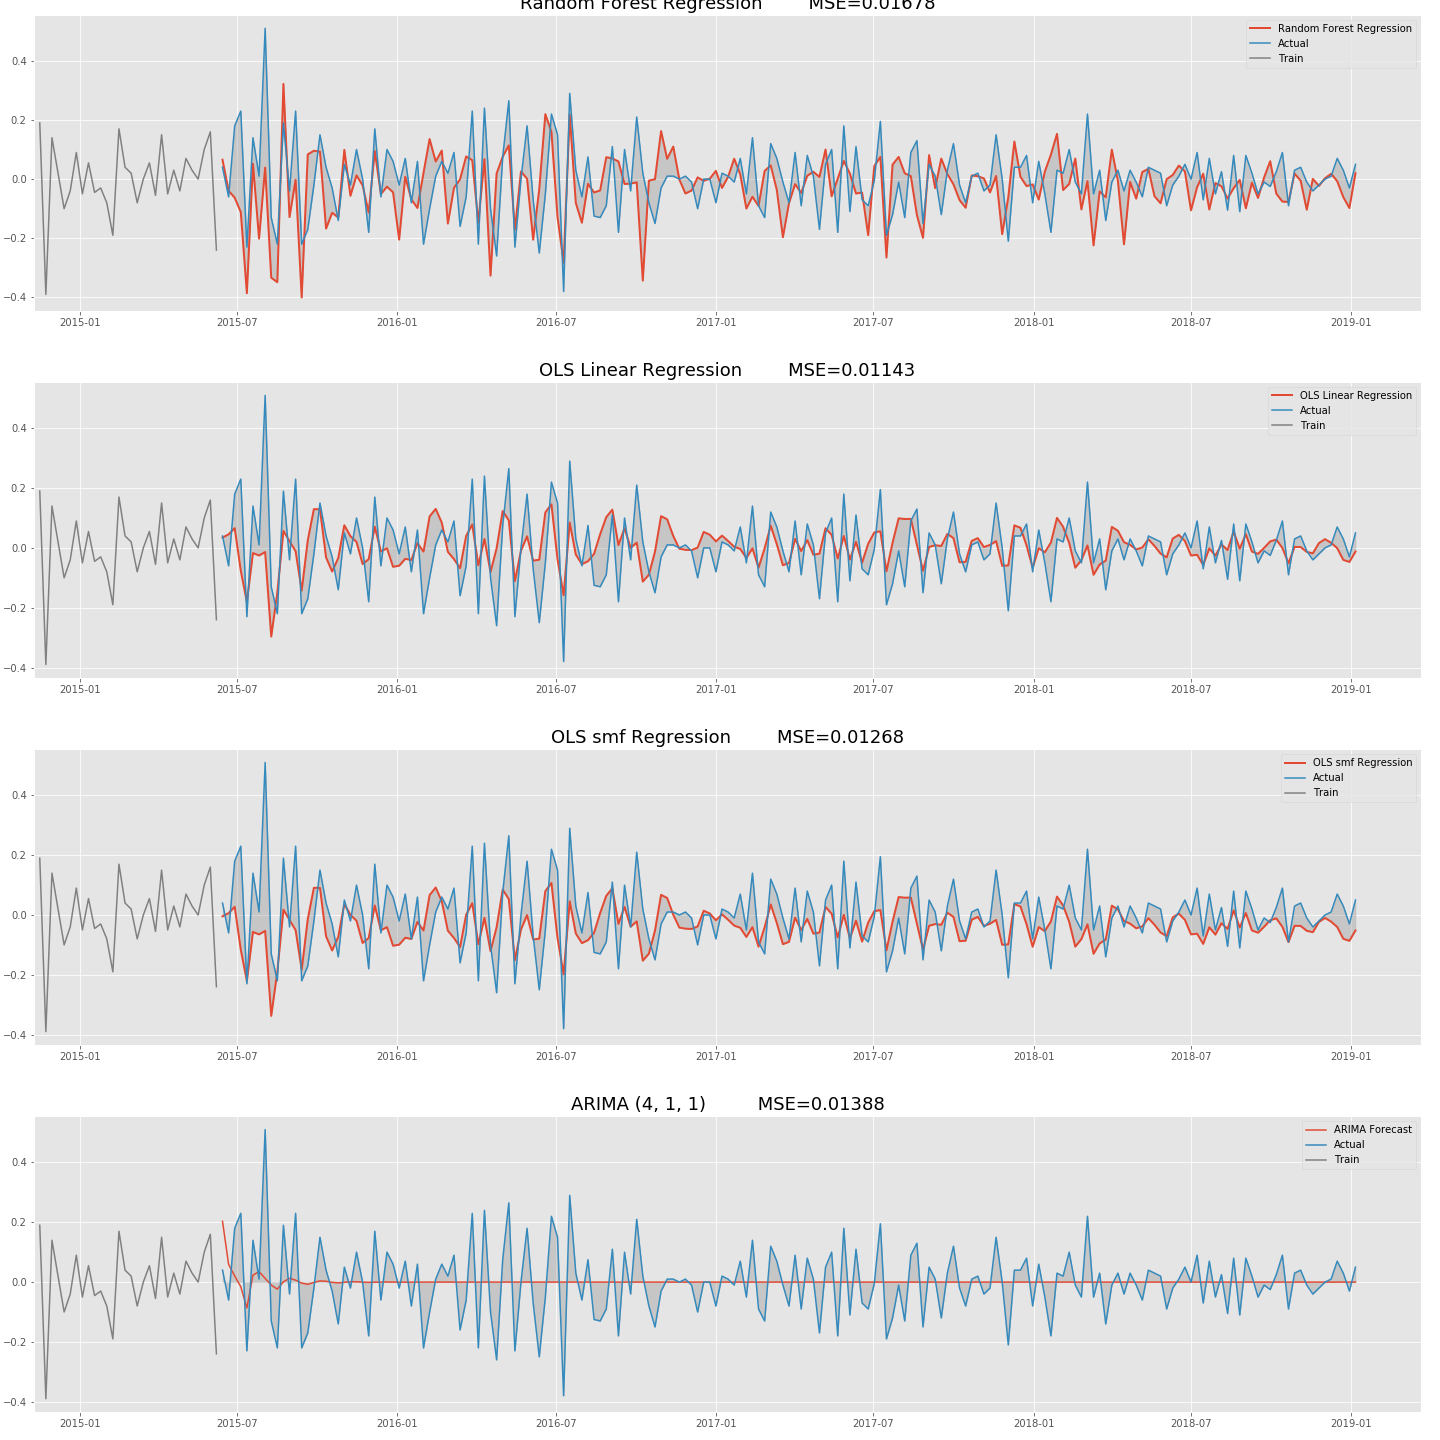 Random Forest Regression MSE=0.01678
Random Forest Regression
Actual
Train
0.4
0.2
0.0
−0.2
−0.4
2015-01 2015-07 2016-01 2016-07 2017-01 2017-07 2018-01 2018-07 2019-01
OLS Linear Regression MSE=0.01143
OLS Linear Regression
Actual
Train
0.4
0.2
0.0
−0.2
−0.4
2015-01 2015-07 2016-01 2016-07 2017-01 2017-07 2018-01 2018-07 2019-01
OLS smf Regression MSE=0.01268
OLS smf Regression
Actual
Train
0.4
0.2
0.0
−0.2
−0.4
2015-01 2015-07 2016-01 2016-07 2017-01 2017-07 2018-01 2018-07 2019-01
ARIMA (4, 1, 1) MSE=0.01388
ARIMA Forecast
Actual
Train
0.4
0.2
0.0
−0.2
−0.4
2015-01 2015-07 2016-01 2016-07 2017-01 2017-07 2018-01 2018-07 2019-01